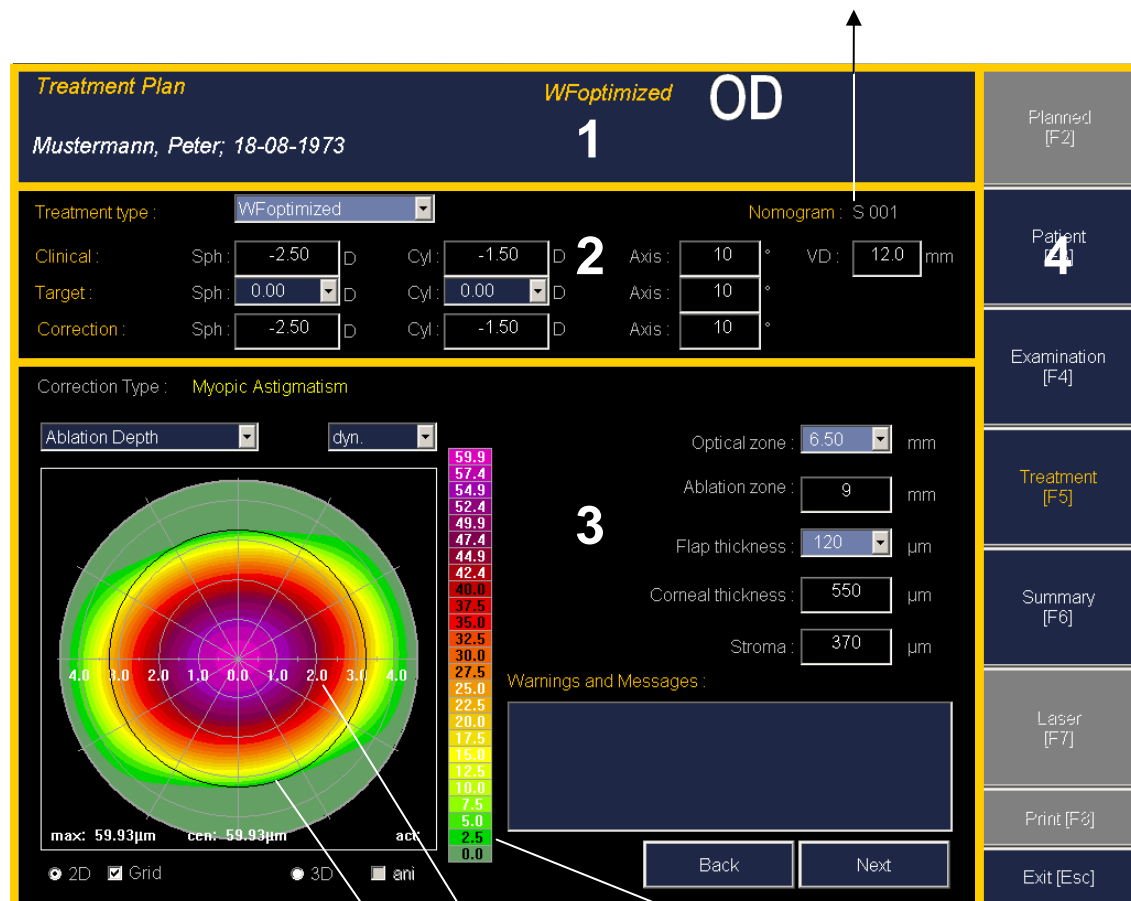 Treatment Plan WFoptimized OD
1
Mustermann, Peter; 18-08-1973
Treatment type : WFoptimized Nomogram : S 001
Clinical : Sph : -2.50 D Cyl : -1.50 D 2 Axis : 10 ° VD : 12.0 mm
Target : Sph : 0.00 D Cyl : 0.00 D Axis : 10 °
Correction : Sph : -2.50 D Cyl : -1.50 D Axis : 10 °
Correction Type : Myopic Astigmatism
Ablation Depth dyn.
59.9
57.4
54.9
52.4
49.9
47.4
44.9
42.4
40.0
37.5
35.0
32.5
30.0
27.5
25.0
22.5
20.0
17.5
15.0
12.5
10.0
7.5
5.0
2.5
0.0
4.0 3.0 2.0 1.0 0.0 1.0 2.0 3.0 4.0
max: 59.93µm cen: 59.93µm act:
2D Grid 3D ani
3
Optical zone : 6.50 mm
Ablation zone : 9 mm
Flap thickness : 120 µm
Corneal thickness : 550 µm
Stroma : 370 µm
Warnings and Messages :
Back Next
Planned
[F2]
Patient
4
Examination
[F4]
Treatment
[F5]
Summary
[F6]
Laser
[F7]
Print [F8]
Exit [Esc]